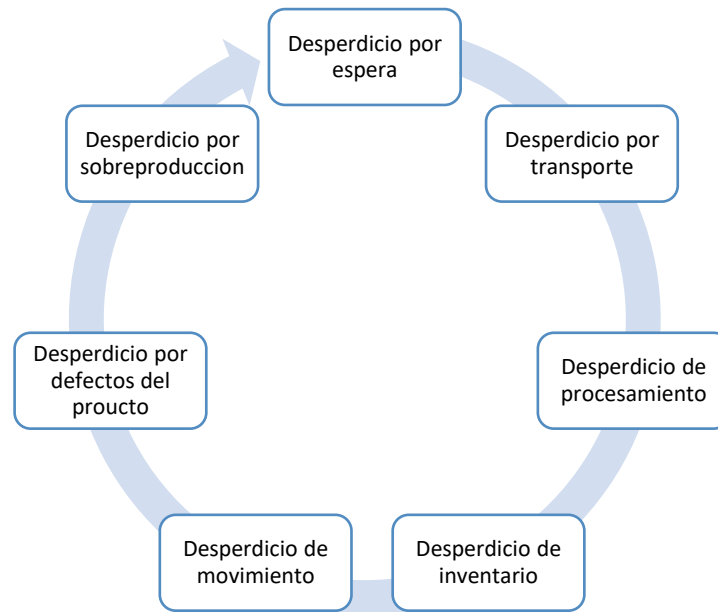 Desperdicio por
espera
Desperdicio por
transporte
Desperdicio de
procesamiento
Desperdicio de
inventario
Desperdicio de
movimiento
Desperdicio por
defectos del
proucto
Desperdicio por
sobreproduccion